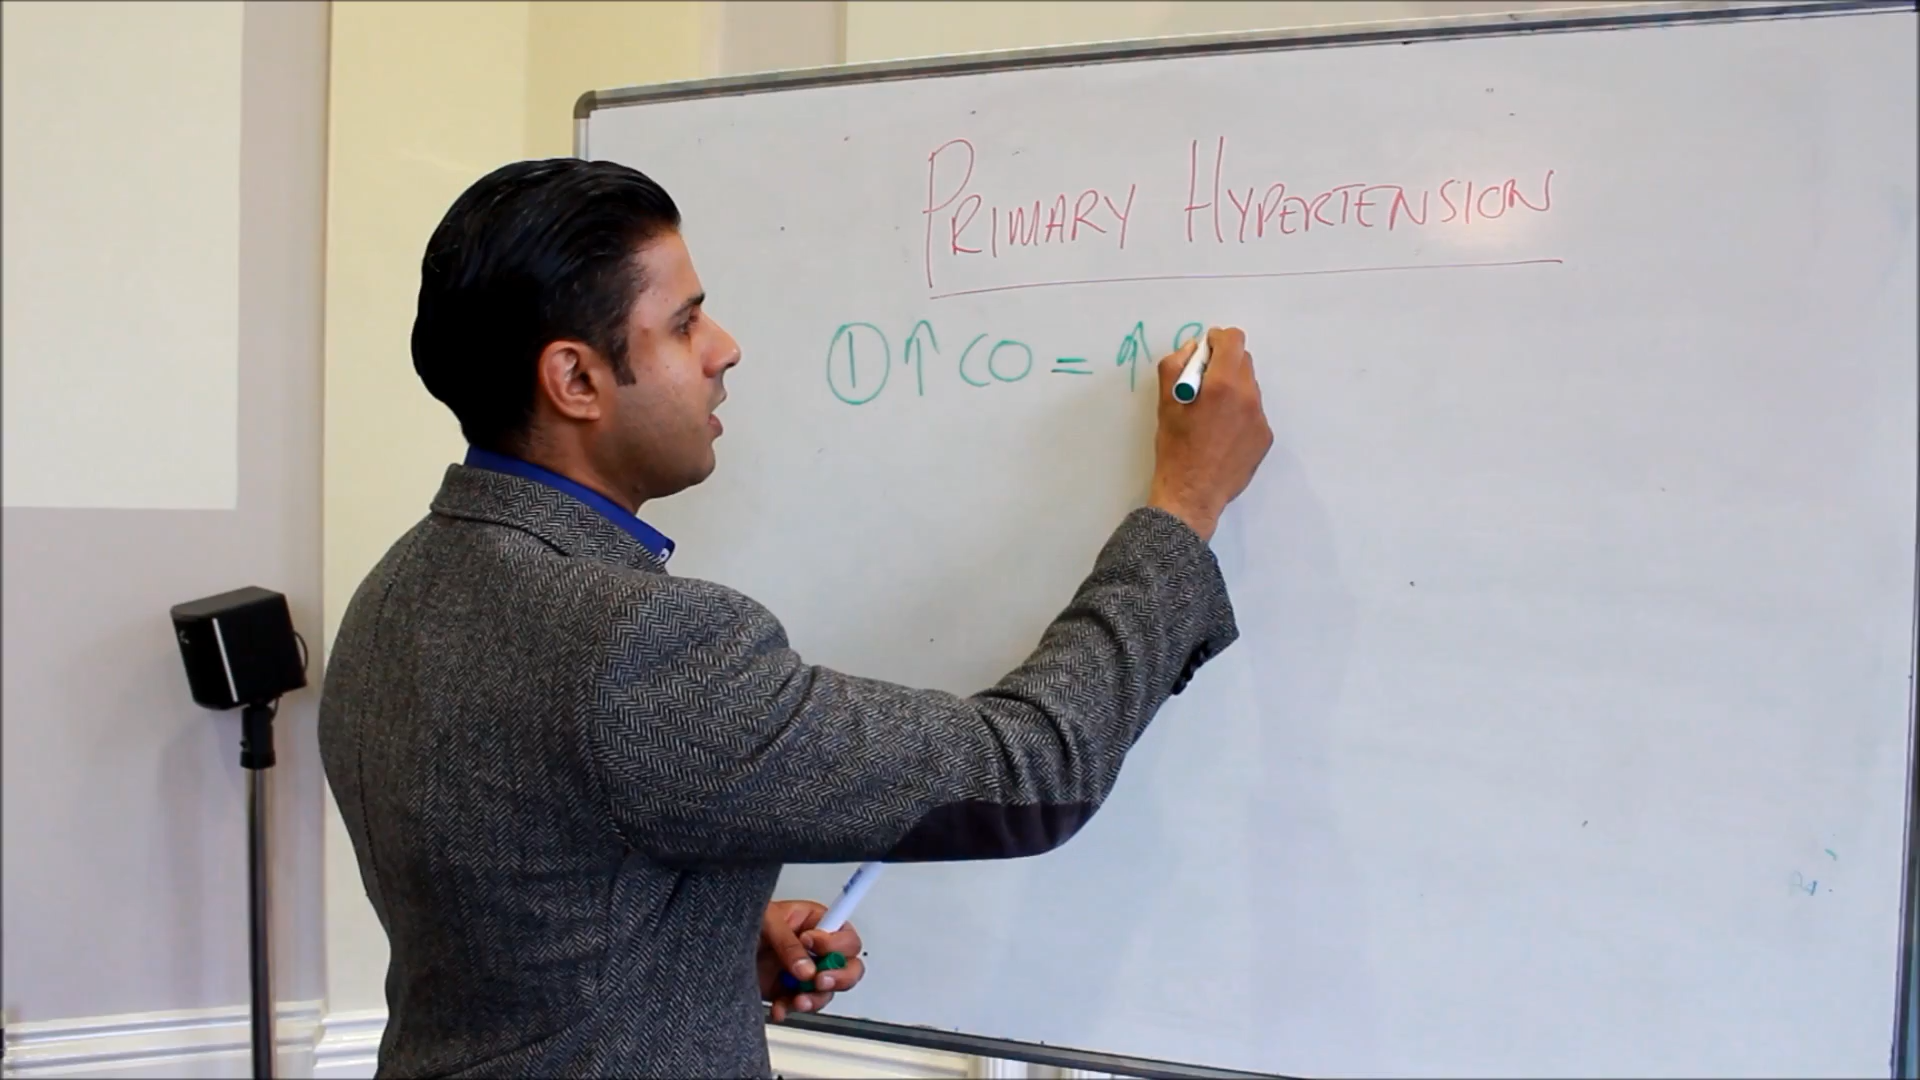 PRIMARY HYPERTENSION
① ↑ CO = ↑